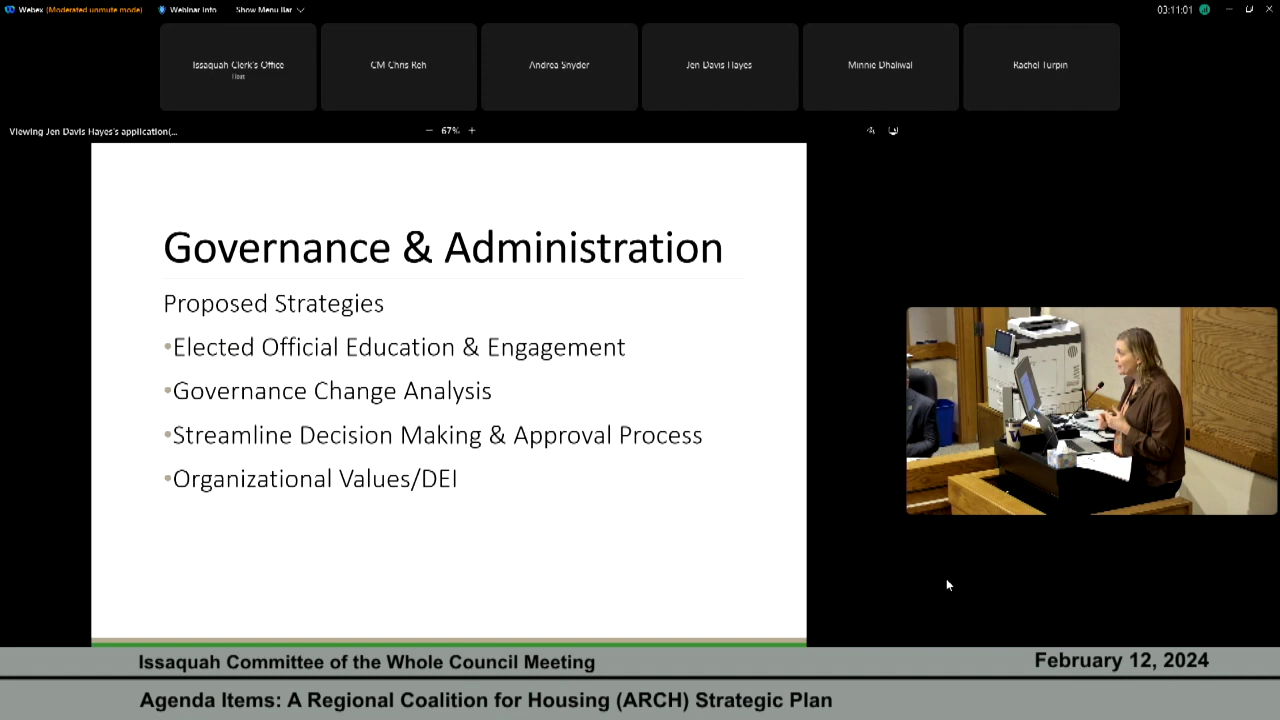 Webex (Moderated unmute mode) Webinar Info Show Menu Bar 03:11:01
Issaquah Clerk's Office
Host
CM Chris Reh
Andrea Snyder
Jen Davis Hayes
Minnie Dhaliwal
Rachel Turpin
Viewing Jen Davis Hayes's application(...
67%
Governance & Administration
Proposed Strategies
•Elected Official Education & Engagement
•Governance Change Analysis
•Streamline Decision Making & Approval Process
•Organizational Values/DEI
Issaquah Committee of the Whole Council Meeting
February 12, 2024
Agenda Items: A Regional Coalition for Housing (ARCH) Strategic Plan